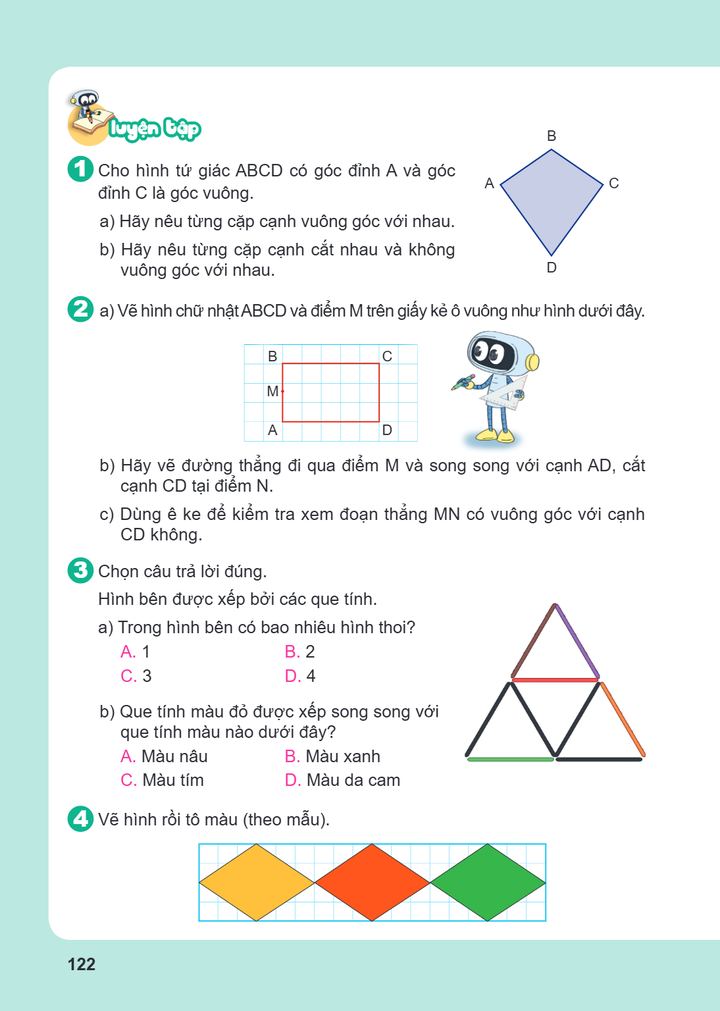 Luyện tập
1 Cho hình tứ giác ABCD có góc đỉnh A và góc
đỉnh C là góc vuông.
a) Hãy nêu từng cặp cạnh vuông góc với nhau.
b) Hãy nêu từng cặp cạnh cắt nhau và không
vuông góc với nhau.
B
A
C
D
2 a) Vẽ hình chữ nhật ABCD và điểm M trên giấy kẻ ô vuông như hình dưới đây.
B C
M
A D
b) Hãy vẽ đường thẳng đi qua điểm M và song song với cạnh AD, cắt
cạnh CD tại điểm N.
c) Dùng ê ke để kiểm tra xem đoạn thẳng MN có vuông góc với cạnh
CD không.
3 Chọn câu trả lời đúng.
Hình bên được xếp bởi các que tính.
a) Trong hình bên có bao nhiêu hình thoi?
A. 1 B. 2
C. 3 D. 4
b) Que tính màu đỏ được xếp song song với
que tính màu nào dưới đây?
A. Màu nâu B. Màu xanh
C. Màu tím D. Màu da cam
4 Vẽ hình rồi tô màu (theo mẫu).
122